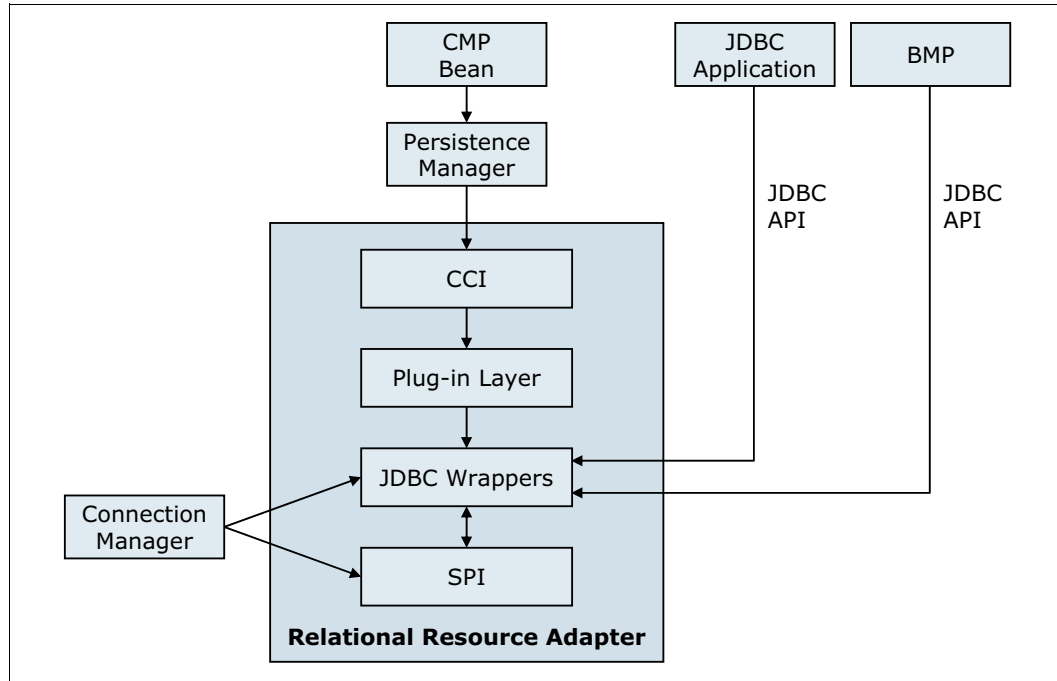 CMP
Bean
JDBC
Application
BMP
Persistence
Manager
JDBC
API
JDBC
API
CCI
Plug-in Layer
JDBC Wrappers
Connection
Manager
SPI
Relational Resource Adapter